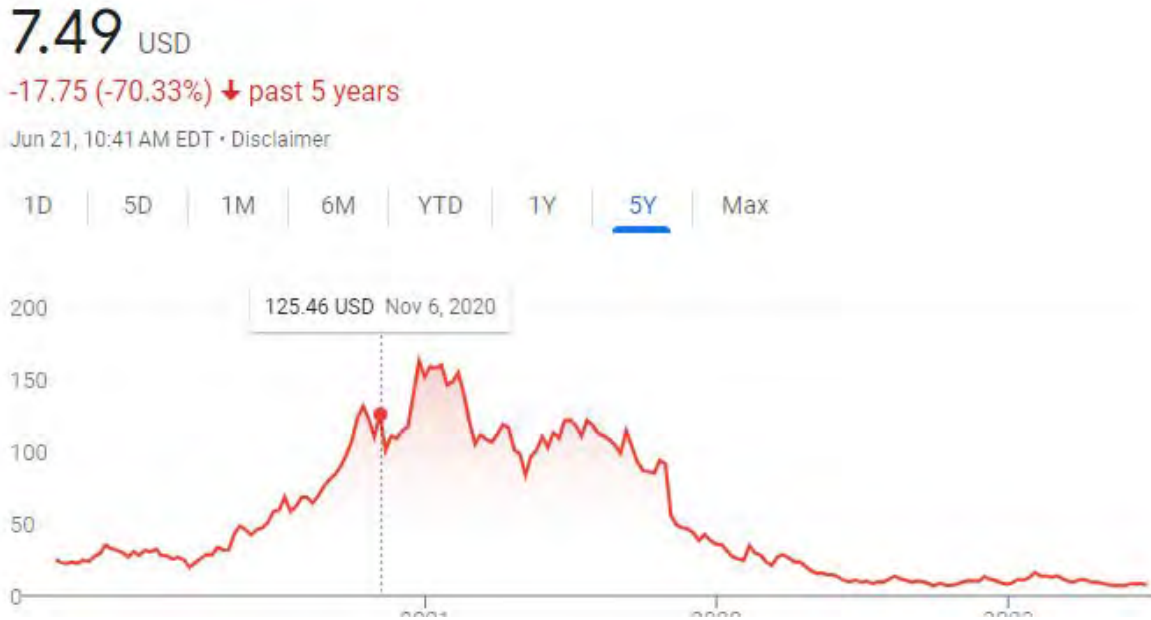 7.49 USD
-17.75 (-70.33%) ↓ past 5 years
Jun 21, 10:41 AM EDT • Disclaimer
1D 5D 1M 6M YTD 1Y 5Y Max
200
125.46 USD Nov 6, 2020
150
100
50
0